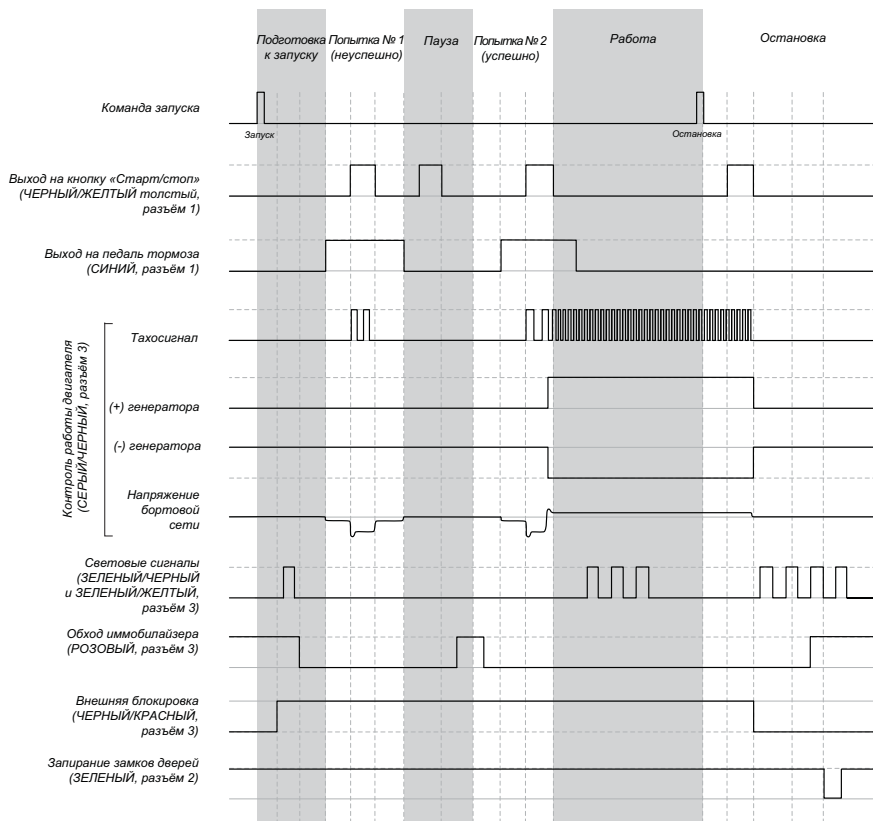 Подготовка
к запуску
Попытка № 1
(неуспешно)
Пауза
Попытка № 2
(успешно)
Работа
Остановка
Команда запуска
Запуск
Остановка
Выход на кнопку «Старт/стоп»
(ЧЕРНЫЙ/ЖЕЛТЫЙ толстый,
разъём 1)
Выход на педаль тормоза
(СИНИЙ, разъём 1)
Контроль работы двигателя
(СЕРЫЙ/ЧЕРНЫЙ, разъём 3)
Тахосигнал
(+) генератора
(-) генератора
Напряжение
бортовой
сети
Световые сигналы
(ЗЕЛЕНЫЙ/ЧЕРНЫЙ
и ЗЕЛЕНЫЙ/ЖЕЛТЫЙ,
разъём 3)
Обход иммобилайзера
(РОЗОВЫЙ, разъём 3)
Внешняя блокировка
(ЧЕРНЫЙ/КРАСНЫЙ,
разъём 3)
Запирание замков дверей
(ЗЕЛЕНЫЙ, разъём 2)